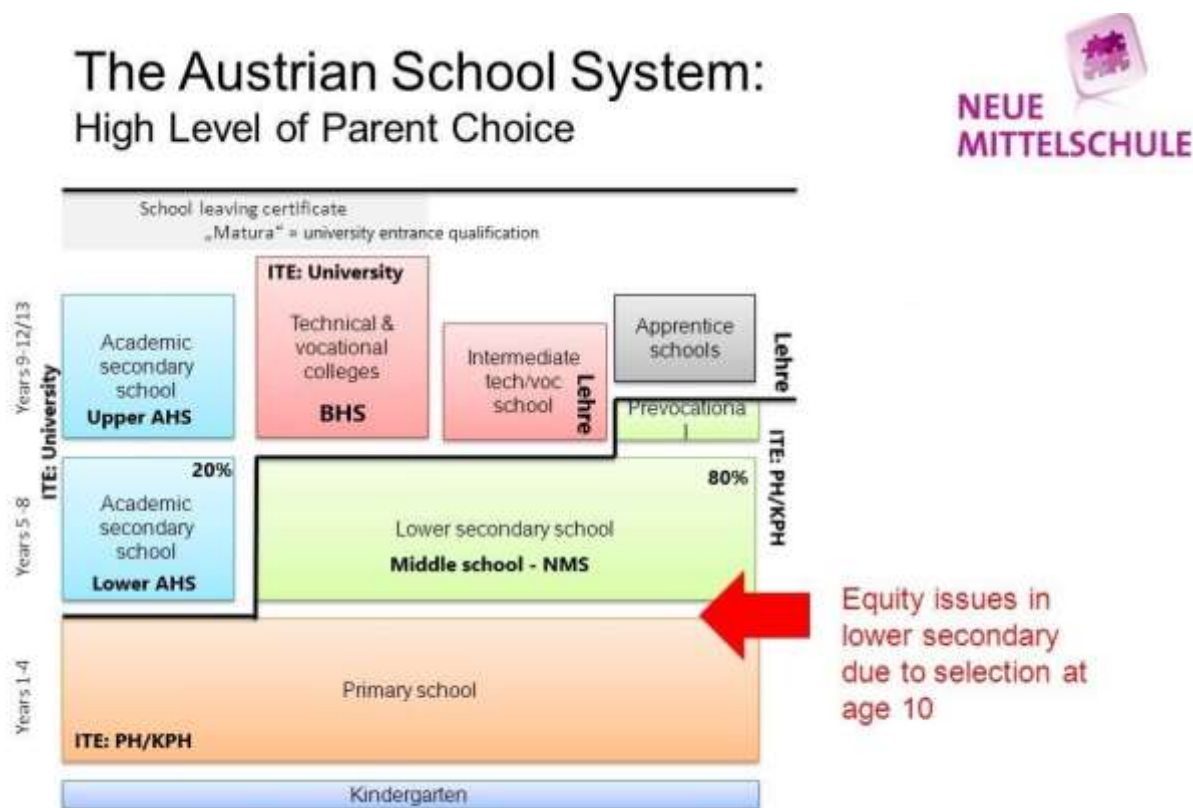 The Austrian School System:
High Level of Parent Choice
NEUE
MITTELSCHULE
School leaving certificate
„Matura“ = university entrance qualification
Years 9-12/13
ITE: University
Academic
secondary
school
Upper AHS
ITE: University
Technical &
vocational
colleges
BHS
Intermediate
tech/voc
school
Lehre
Apprentice
schools
Lehre
Prevocationa
l
Years 5-8
20%
Academic
secondary
school
Lower AHS
80%
Lower secondary school
Middle school - NMS
ITE: PH/KPH
Equity issues in
lower secondary
due to selection at
age 10
Years 1-4
Primary school
ITE: PH/KPH
Kindergarten